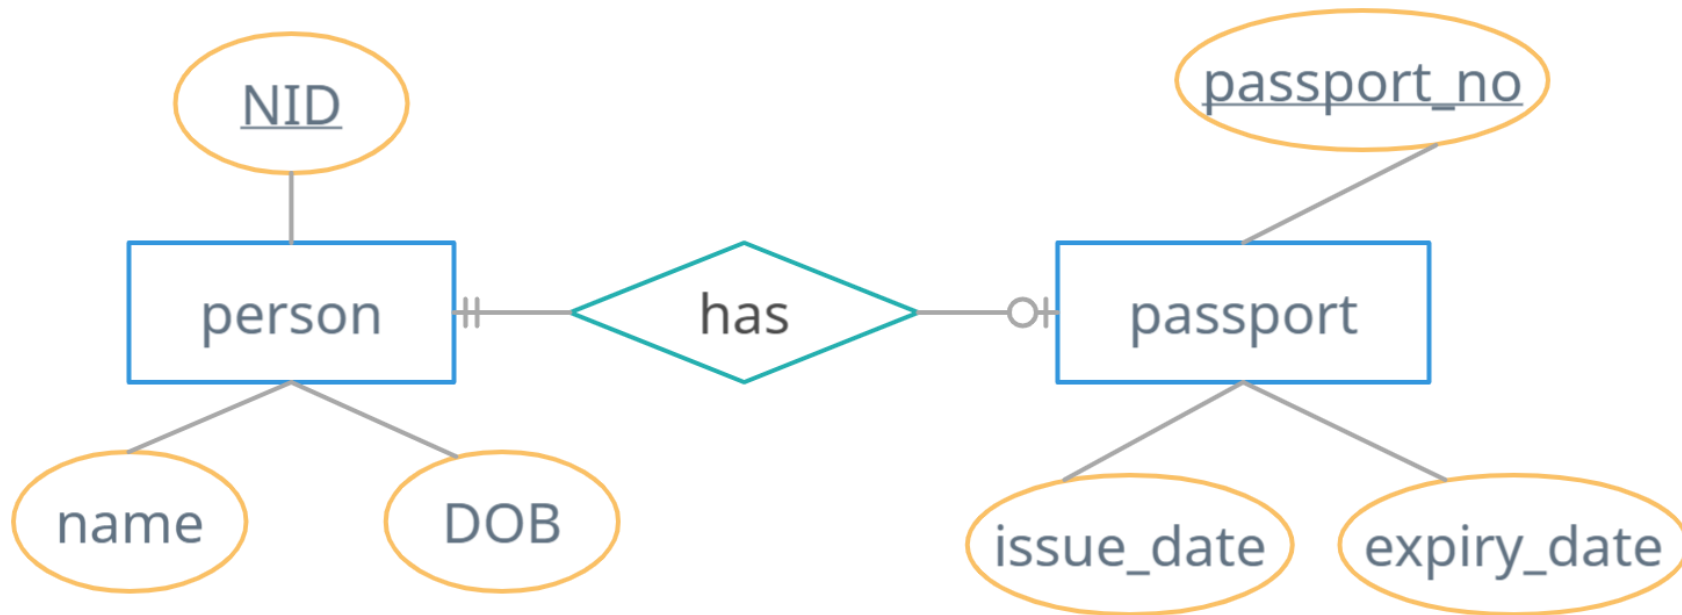 NID
passport_no
person
has
passport
name
DOB
issue_date
expiry_date